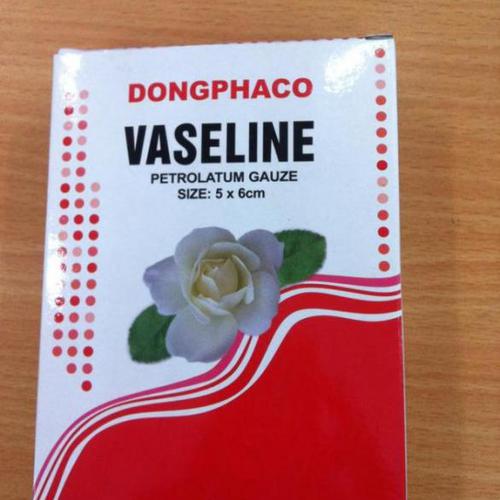 DONGPHACO
VASELINE
PETROLATUM GAUZE
SIZE: 5 x 6cm